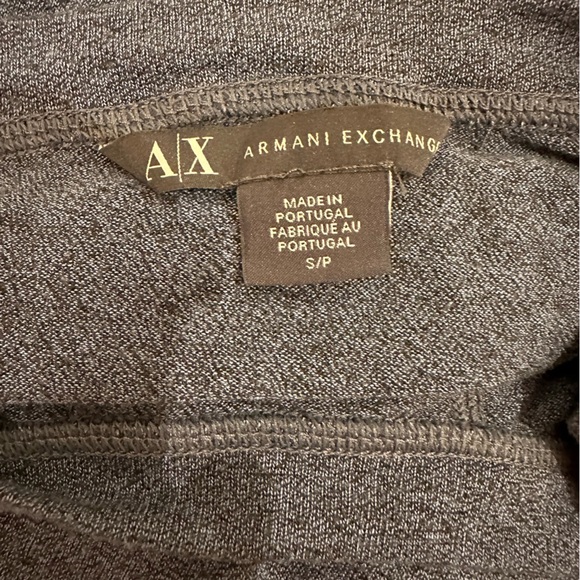 A|X ARMANI EXCHANG
MADE IN
PORTUGAL
FABRIQUÉ AU
PORTUGAL
S/P